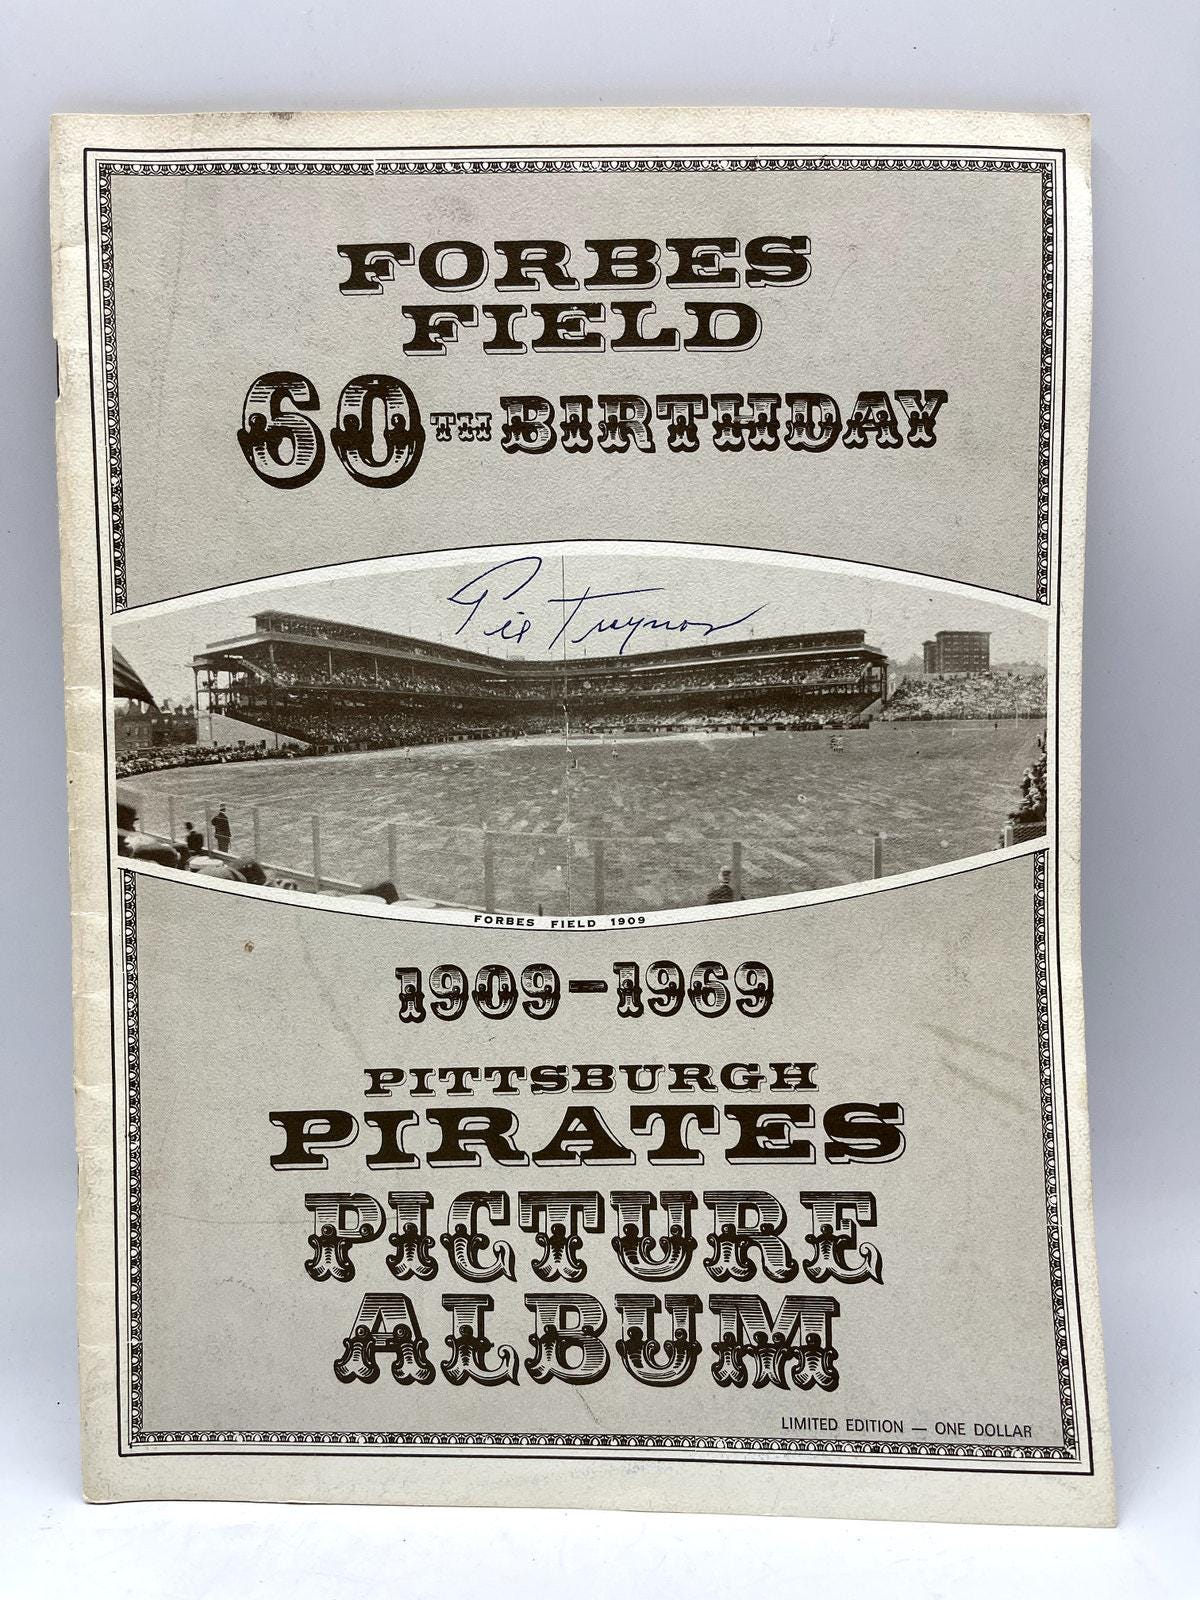 FORBES
FIELD
60TH BIRTHDAY
Pie Traynor
FORBES FIELD 1909
1909-1969
PITTSBURGH
PIRATES
PICTURE
ALBUM
LIMITED EDITION — ONE DOLLAR